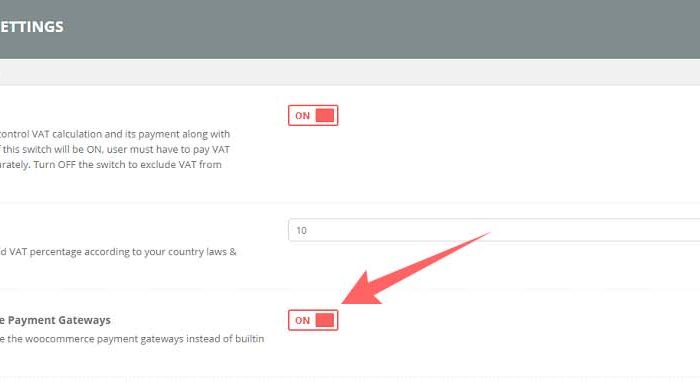 ETTINGS
ON
control VAT calculation and its payment along with
this switch will be ON, user must have to pay VAT
rately. Turn OFF the switch to exclude VAT from
10
d VAT percentage according to your country laws &
e Payment Gateways
ON
e the woocommerce payment gateways instead of builtin